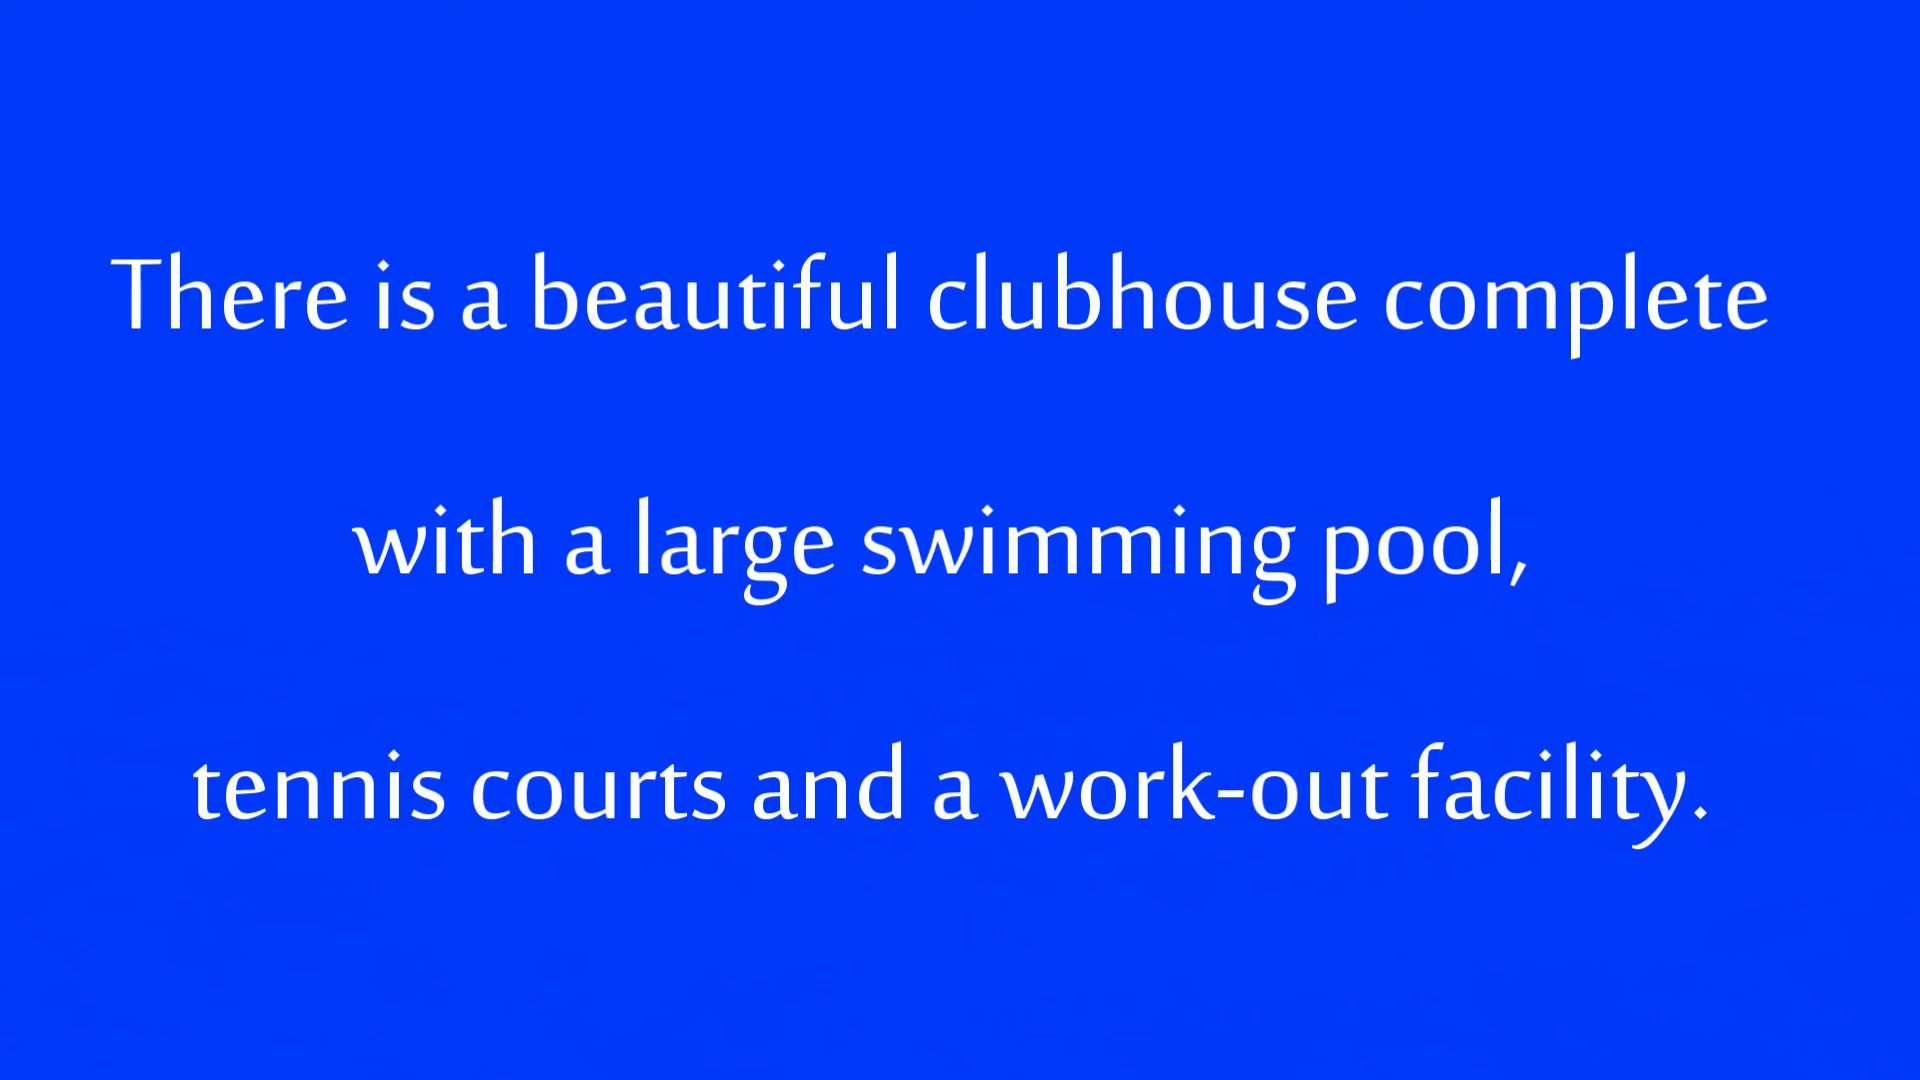 There is a beautiful clubhouse complete
with a large swimming pool,
tennis courts and a work-out facility.